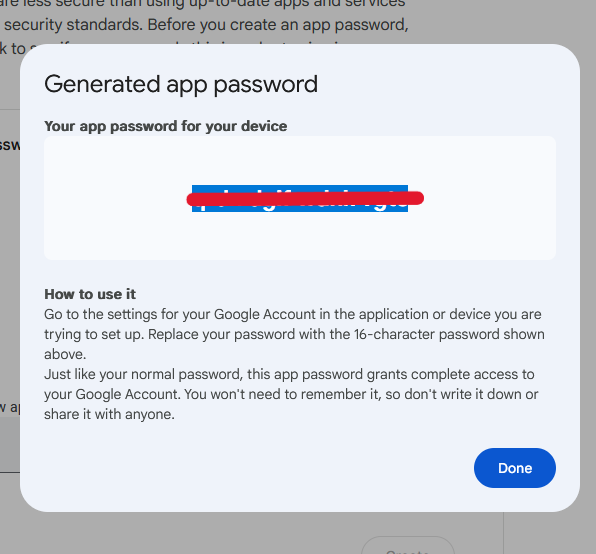 are less secure than using up-to-date apps and services
security standards. Before you create an app password,
Generated app password
Your app password for your device
How to use it
Go to the settings for your Google Account in the application or device you are
trying to set up. Replace your password with the 16-character password shown
above.
Just like your normal password, this app password grants complete access to
your Google Account. You won't need to remember it, so don't write it down or
share it with anyone.
Done
Create